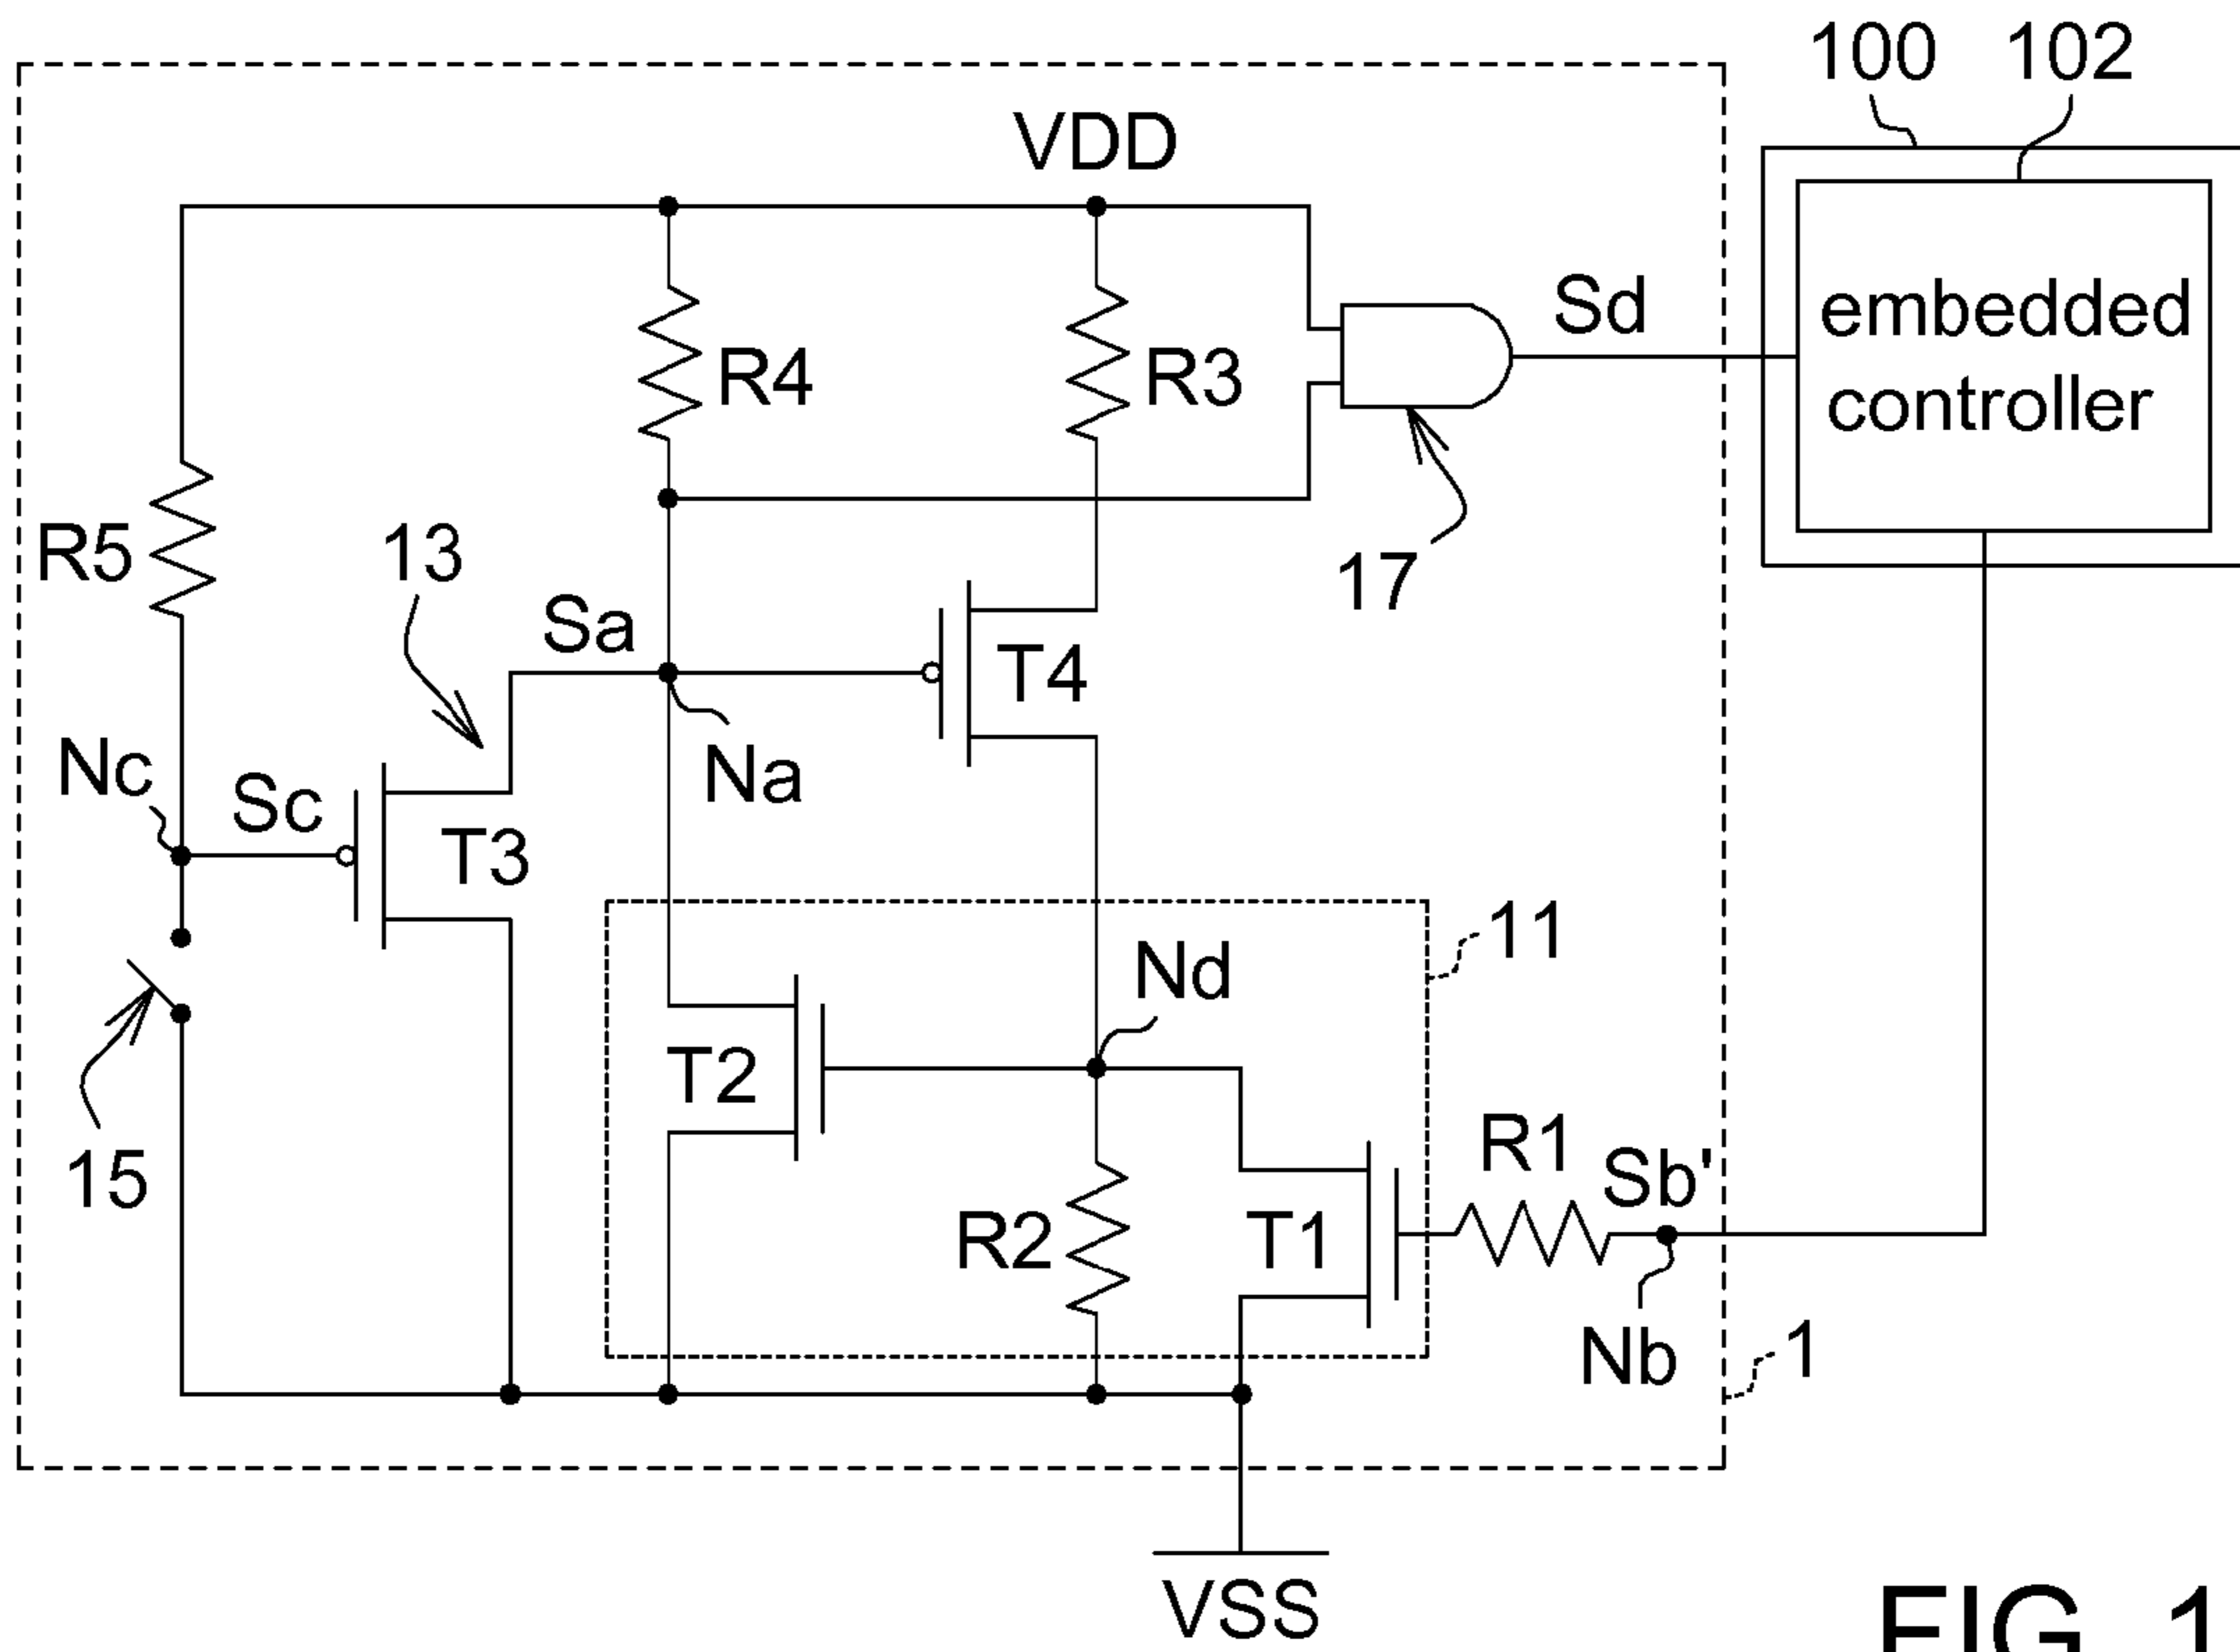 100
102
VDD
Sd
embedded
controller
R4
R3
R5
13
17
Sa
T4
Nc
Na
Sc
T3
11
Nd
T2
R1
Sb'
15
R2
T1
Nb
1
VSS
FIG. 1